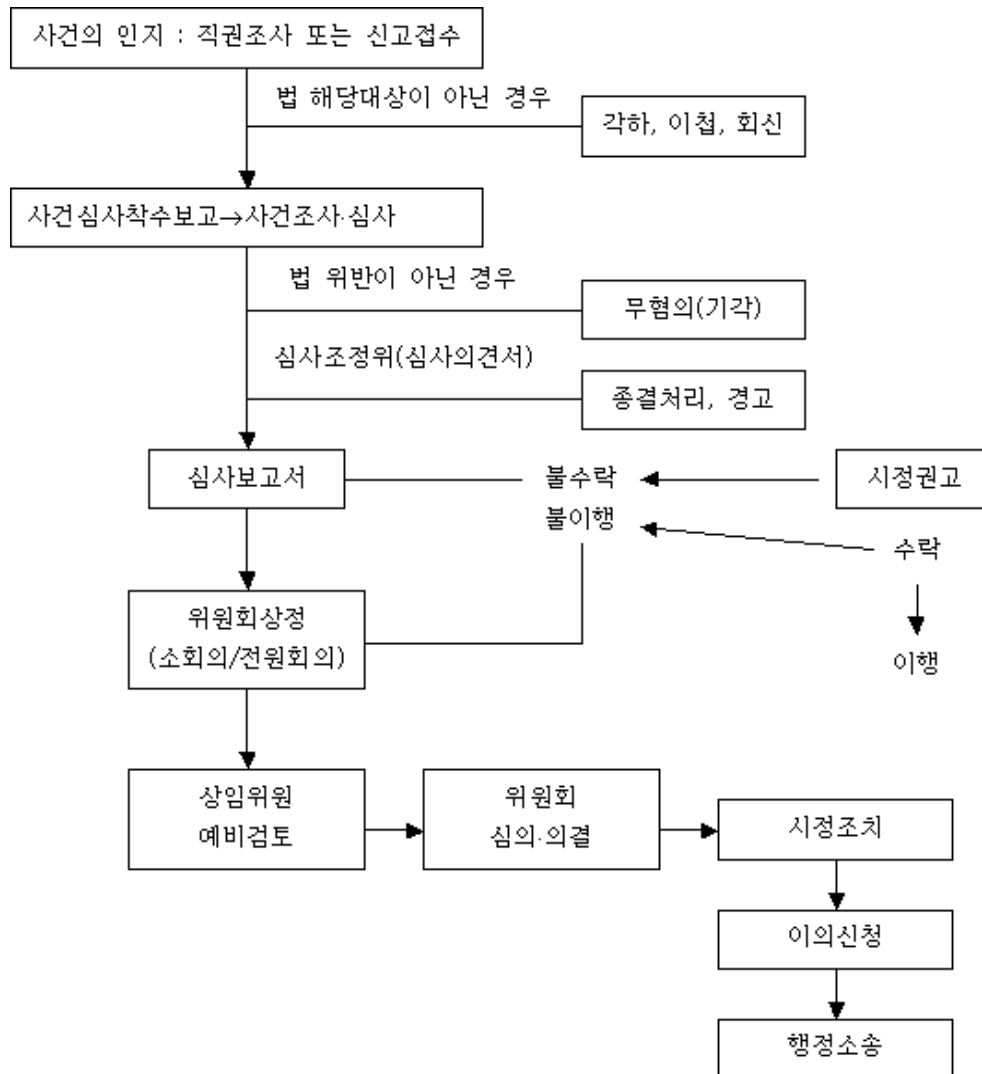 사건의 인지 : 직권조사 또는 신고접수
법 해당대상이 아닌 경우
각하, 이첩, 회신
사건심사착수보고→사건조사·심사
법 위반이 아닌 경우
무혐의(기각)
심사조정위(심사의견서)
종결처리, 경고
심사보고서
불수락
시정권고
불이행
수락
위원회상정
(소회의/전원회의)
이행
상임위원
예비검토
위원회
심의·의결
시정조치
이의신청
행정소송